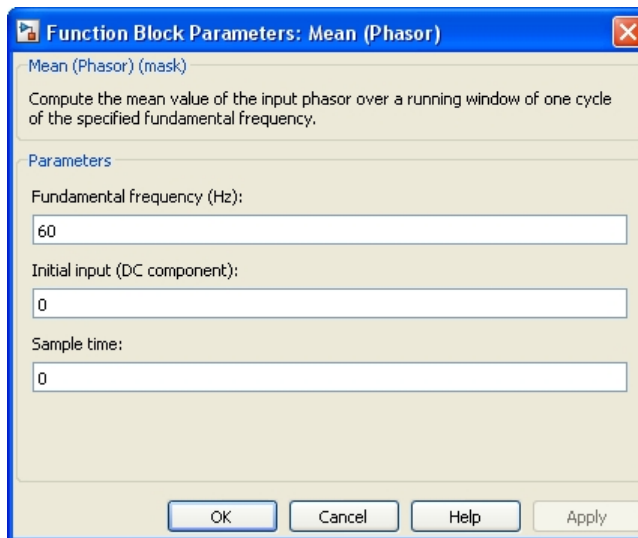 Function Block Parameters: Mean (Phasor)
Mean (Phasor) (mask)
Compute the mean value of the input phasor over a running window of one cycle
of the specified fundamental frequency.
Parameters
Fundamental frequency (Hz):
60
Initial input (DC component):
0
Sample time:
0
OK Cancel Help Apply